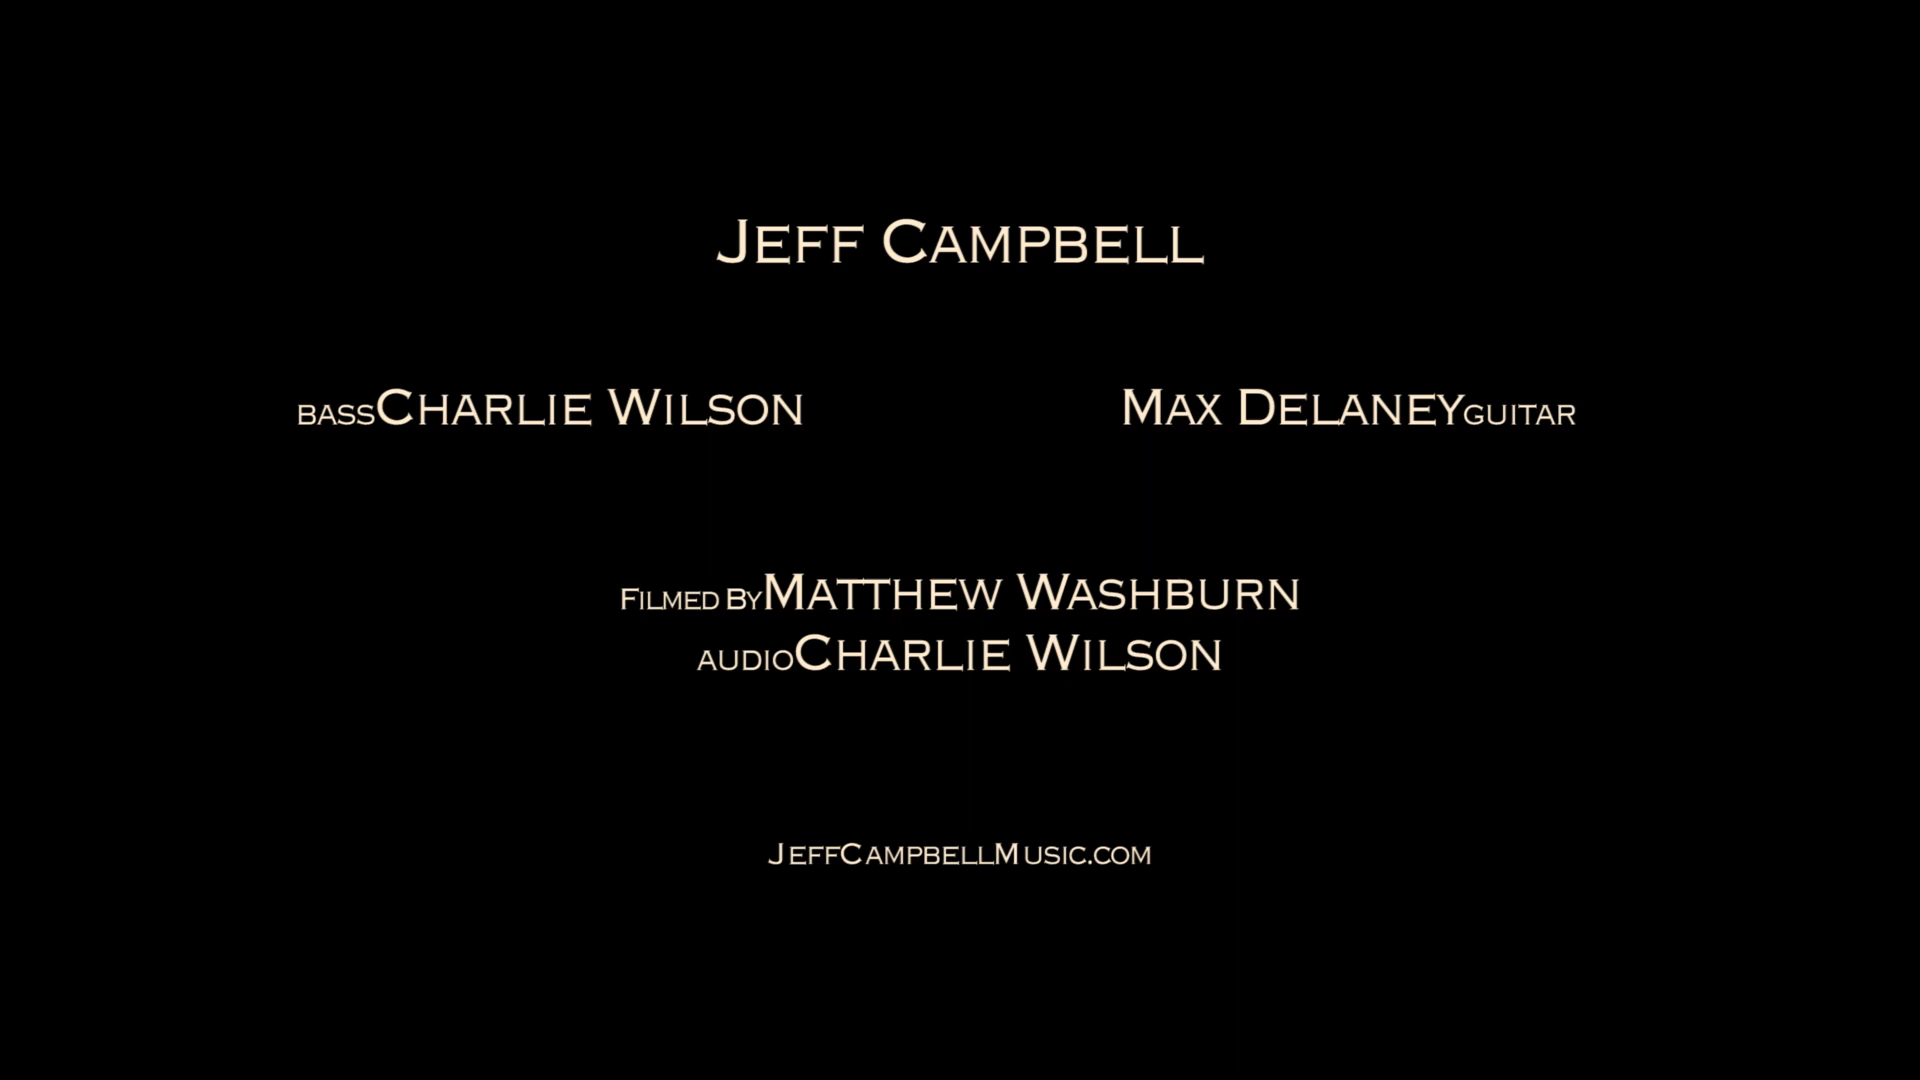 Jeff Campbell
bassCharlie Wilson Max Delaneyguitar
Filmed ByMatthew Washburn
audioCharlie Wilson
JeffCampbellMusic.com